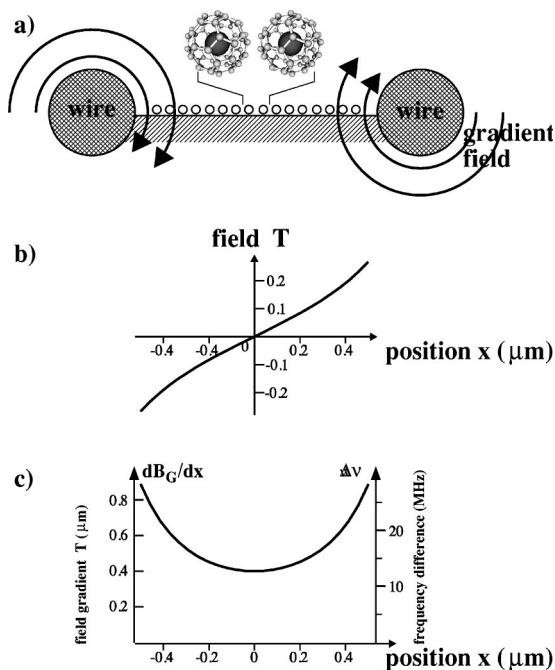 a)
wire
wire
gradient
field
b)
field T
0.2
0.1
0
-0.1
-0.2
-0.4
-0.2
0.2
0.4
position x (μm)
c)
dB_G/dx
Δν
field gradient T (μm)
0.8
0.6
0.4
0.2
20
10
frequency difference (MHz)
-0.4
-0.2
0
0.2
0.4
position x (μm)